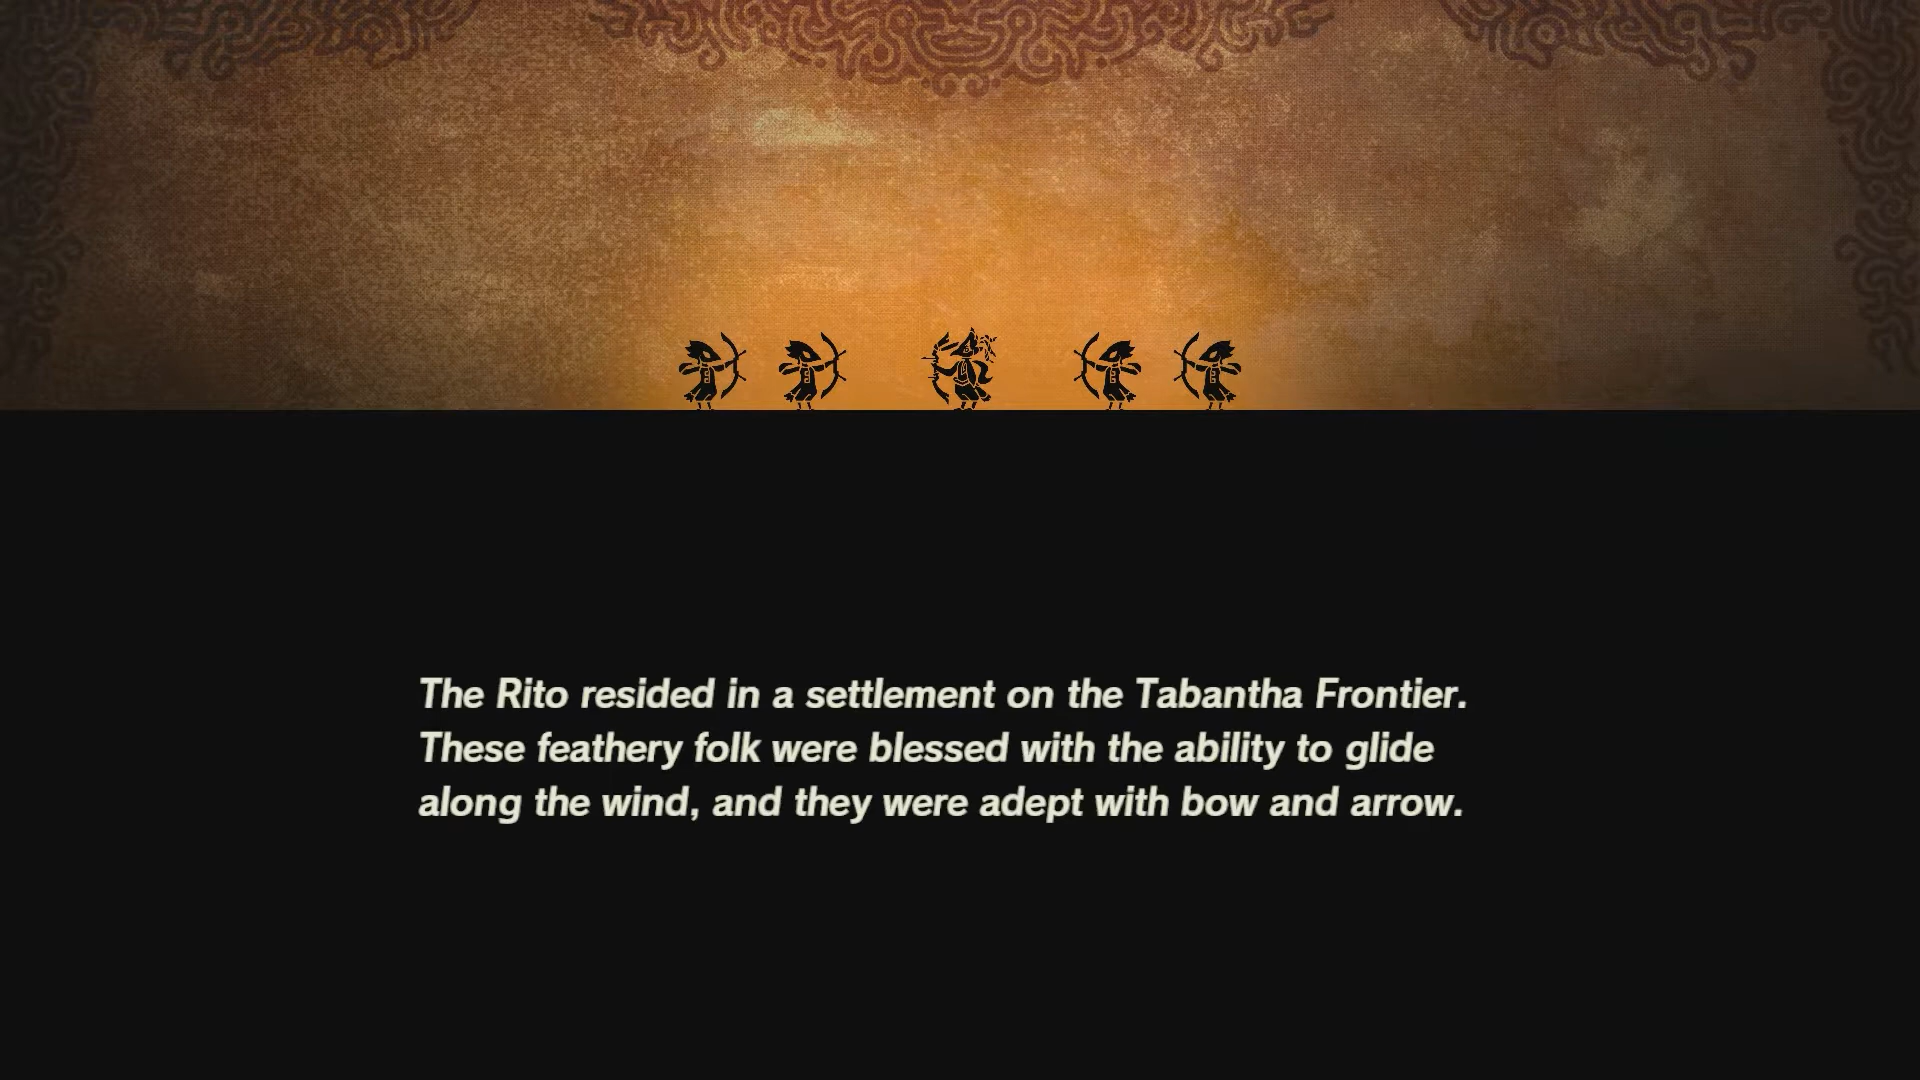 The Rito resided in a settlement on the Tabantha Frontier.
These feathery folk were blessed with the ability to glide
along the wind, and they were adept with bow and arrow.